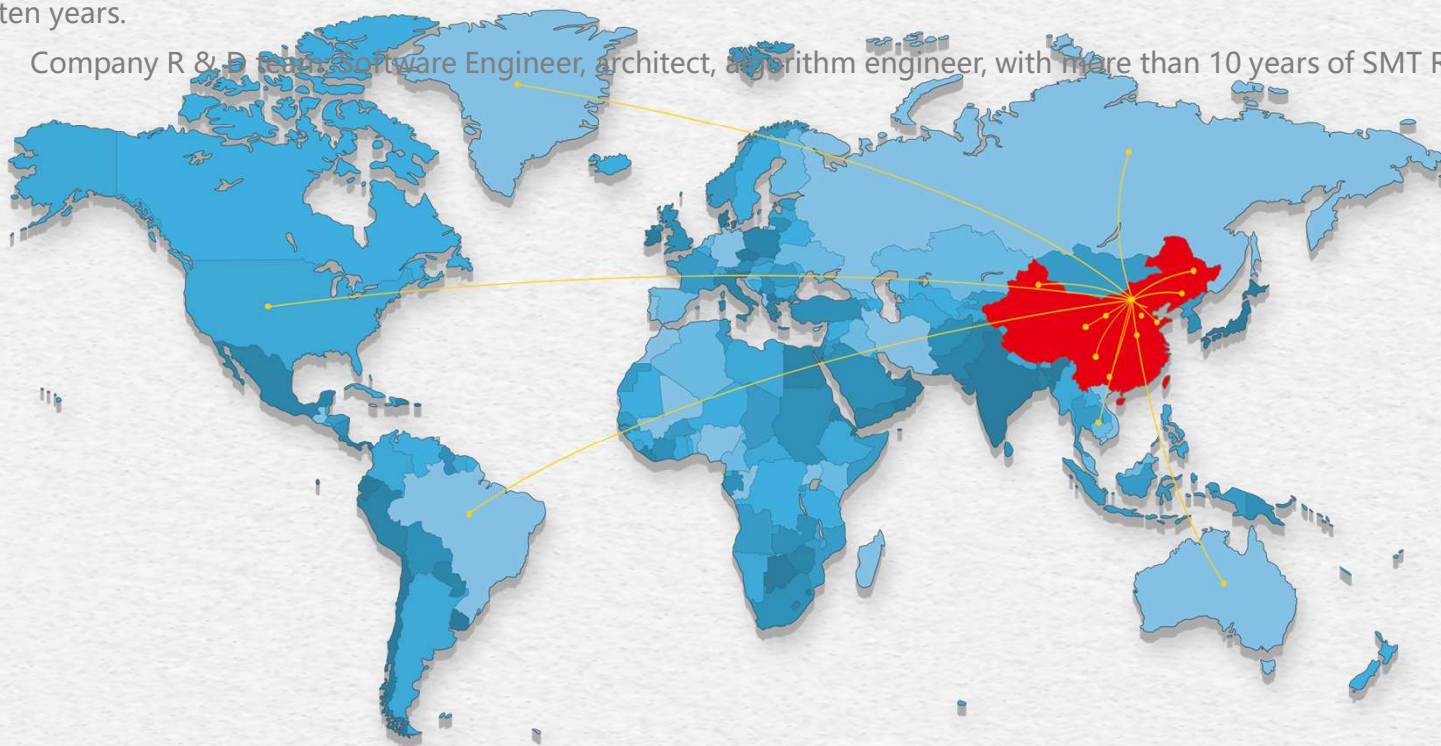 ten years.
Company R & D team: Software Engineer, architect, algorithm engineer, with more than 10 years of SMT R